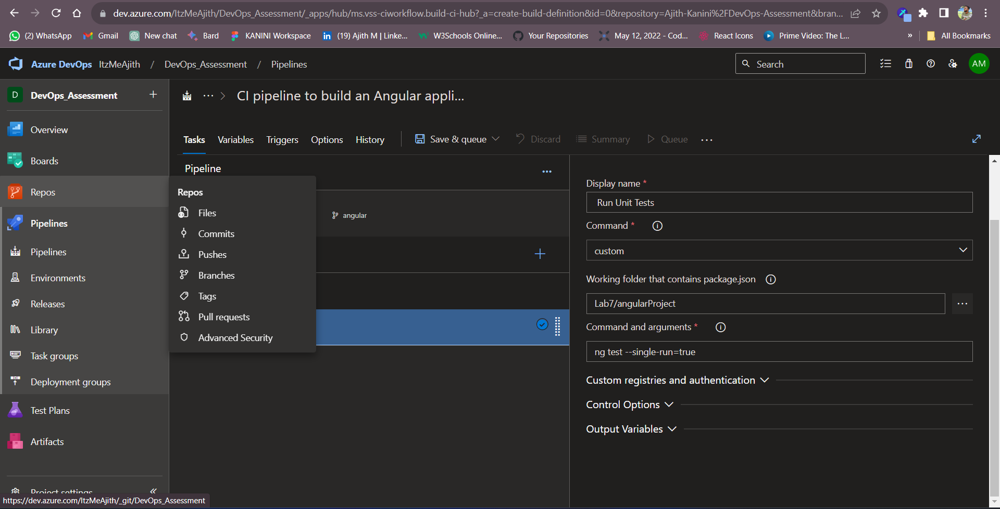 dev.azure.com/ItzMeAjith/DevOps_Assessment/_apps/hub/ms.vss-ciworkflow.build-ci-hub?_a=create-build-definition&id=0&repository=Ajith-Kanini%2FDevOps-Assessment&bran...
(2) WhatsApp Gmail New chat Bard KANINI Workspace (19) Ajith M | Linke... W3Schools Online... Your Repositories May 12, 2022 - Cod... React Icons Prime Video: The L... » All Bookmarks
Azure DevOps ItzMeAjith / DevOps_Assessment / Pipelines
Search
AM
D DevOps_Assessment +
Overview
Boards
Repos
Pipelines
Pipelines
Environments
Releases
Library
Task groups
Deployment groups
Test Plans
Artifacts
Project settings
https://dev.azure.com/ItzMeAjith/_git/DevOps_Assessment
... > CI pipeline to build an Angular appli...
Tasks Variables Triggers Options History Save & queue Discard Summary Queue ...
Pipeline
Repos
Files
Commits
Pushes
Branches
Tags
Pull requests
Advanced Security
angular
Display name *
Run Unit Tests
Command *
custom
Working folder that contains package.json
Lab7/angularProject
Command and arguments *
ng test --single-run=true
Custom registries and authentication
Control Options
Output Variables